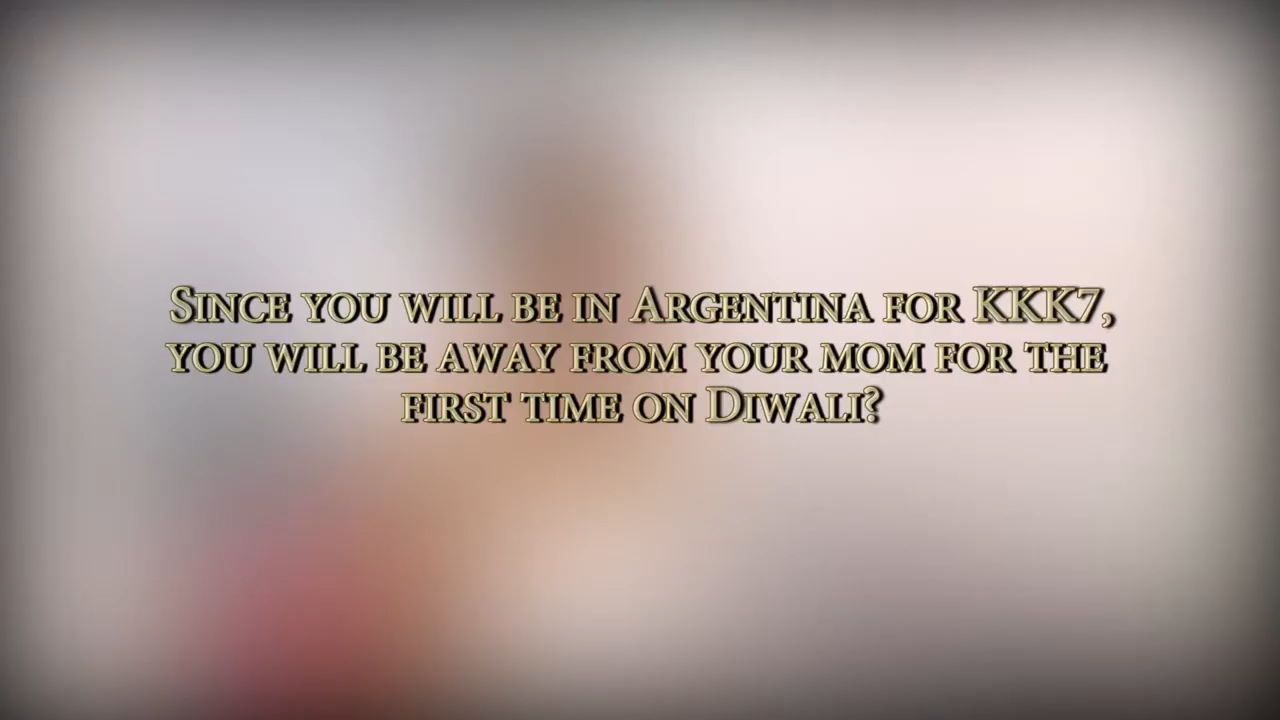 Since you will be in Argentina for KKK7,
you will be away from your mom for the
first time on Diwali?